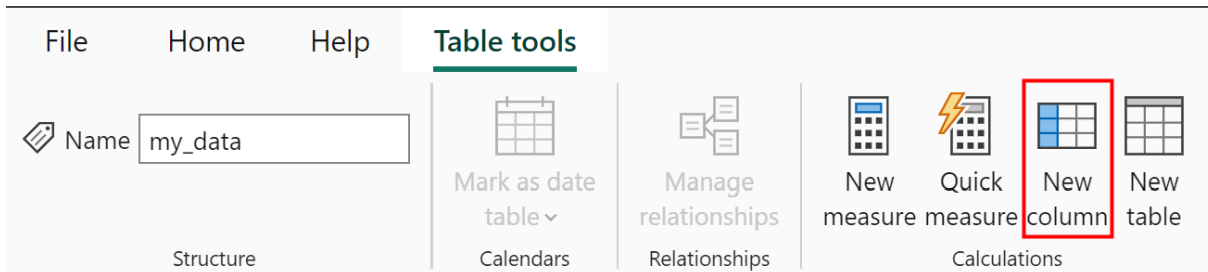 File Home Help Table tools
Name my_data
Mark as date
table
Manage
relationships
New
measure
Quick
measure
New
column
New
table
Structure Calendars Relationships Calculations